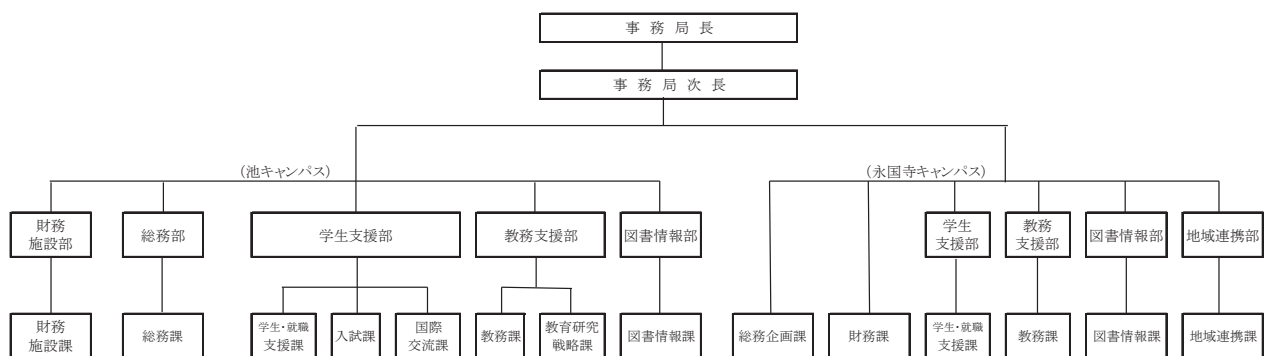 事務局長
事務局次長
(池キャンパス)
(永国寺キャンパス)
財務
施設部
総務部
学生支援部
教務支援部
図書情報部
学生
支援部
教務
支援部
図書情報部
地域連携部
財務
施設課
総務課
学生・就職
支援課
入試課
国際
交流課
教務課
教育研究
戦略課
図書情報課
総務企画課
財務課
学生・就職
支援課
教務課
図書情報課
地域連携課